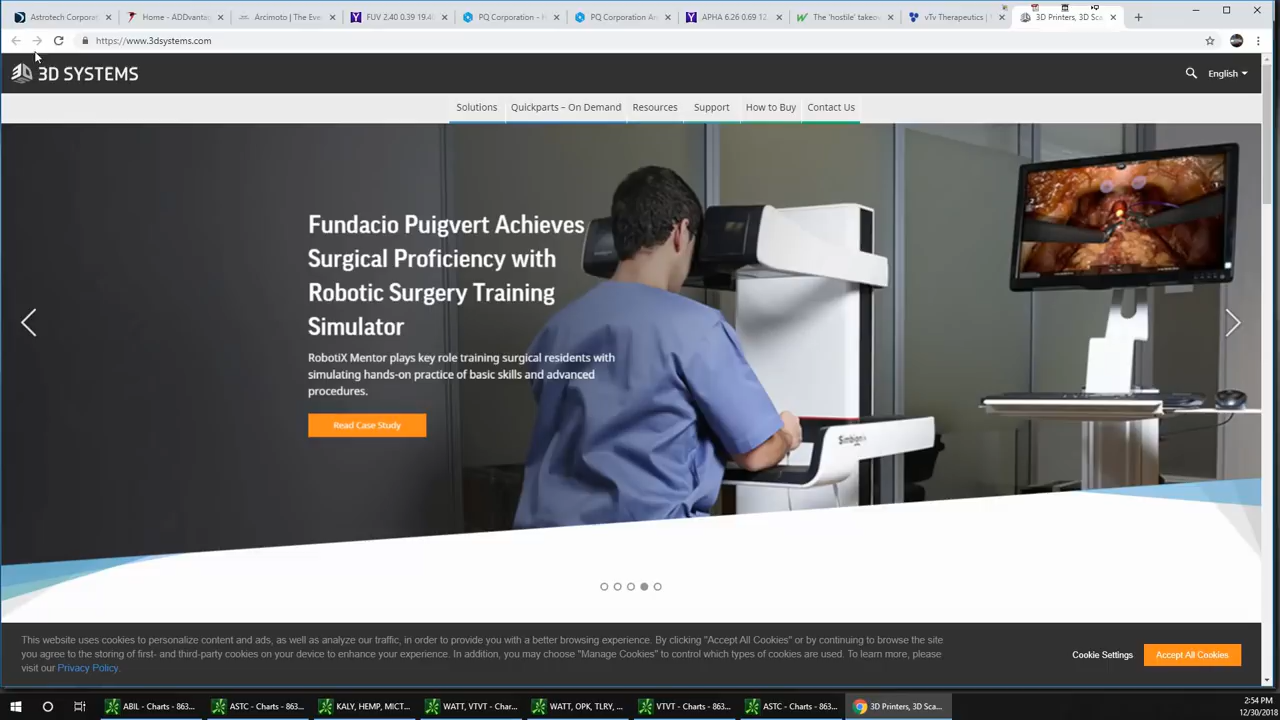 Astrotech Corporat
Home - ADDvantag
Arcimoto | The Eve
FUV 2.40 0.39 19.4
PQ Corporation -
PQ Corporation A
APHA 6.26 0.69 12
The 'hostile' takeov
vTv Therapeutics |
3D Printers, 3D Sca
https://www.3dsystems.com
3D SYSTEMS
English
Solutions
Quickparts – On Demand
Resources
Support
How to Buy
Contact Us
Fundacio Puigvert Achieves
Surgical Proficiency with
Robotic Surgery Training
Simulator
RobotiX Mentor plays key role training surgical residents with
simulating hands-on practice of basic skills and advanced
procedures.
Read Case Study
Simbionix
This website uses cookies to personalize content and ads, as well as analyze our traffic, in order to provide you with a better browsing experience. By clicking "Accept All Cookies" or by continuing to browse the site
you agree to the storing of first- and third-party cookies on your device to enhance your experience. In addition, you may choose "Manage Cookies" to control which types of cookies are used. To learn more, please
visit our Privacy Policy.
Cookie Settings
Accept All Cookies
ABIL - Charts - 863...
ASTC - Charts - 863...
KALY, HEMP, MICT...
WATT, VTVT - Char...
WATT, OPK, TLRY, ...
VTVT - Charts - 863...
ASTC - Charts - 863...
3D Printers, 3D Sca...
2:54 PM
12/30/2018